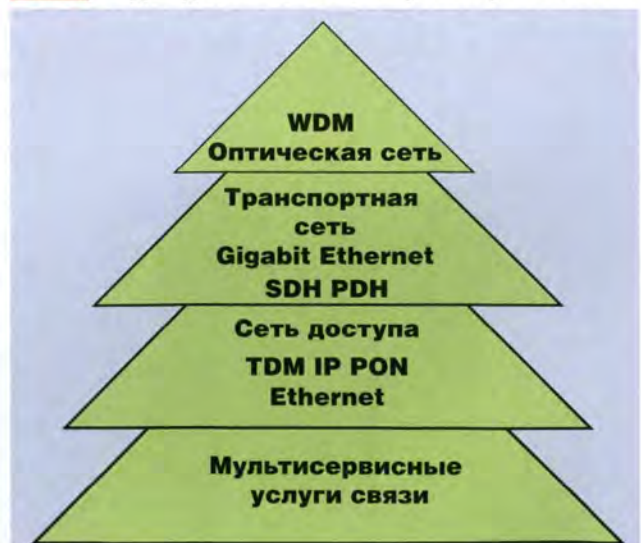 WDM
Оптическая сеть
Транспортная
сеть
Gigabit Ethernet
SDH PDH
Сеть доступа
TDM IP PON
Ethernet
Мультисервисные
услуги связи